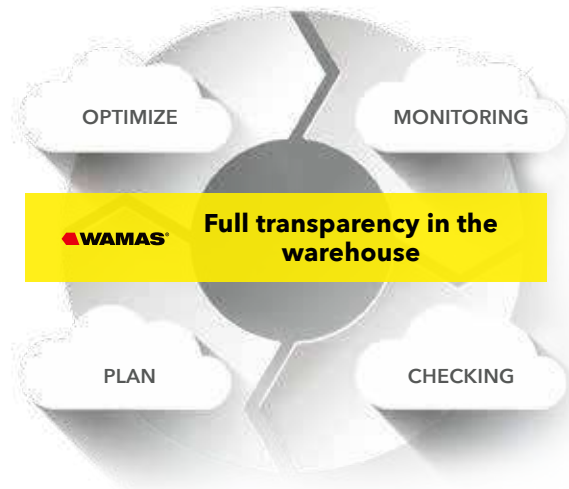 OPTIMIZE
MONITORING
WAMAS®
Full transparency in the
warehouse
PLAN
CHECKING